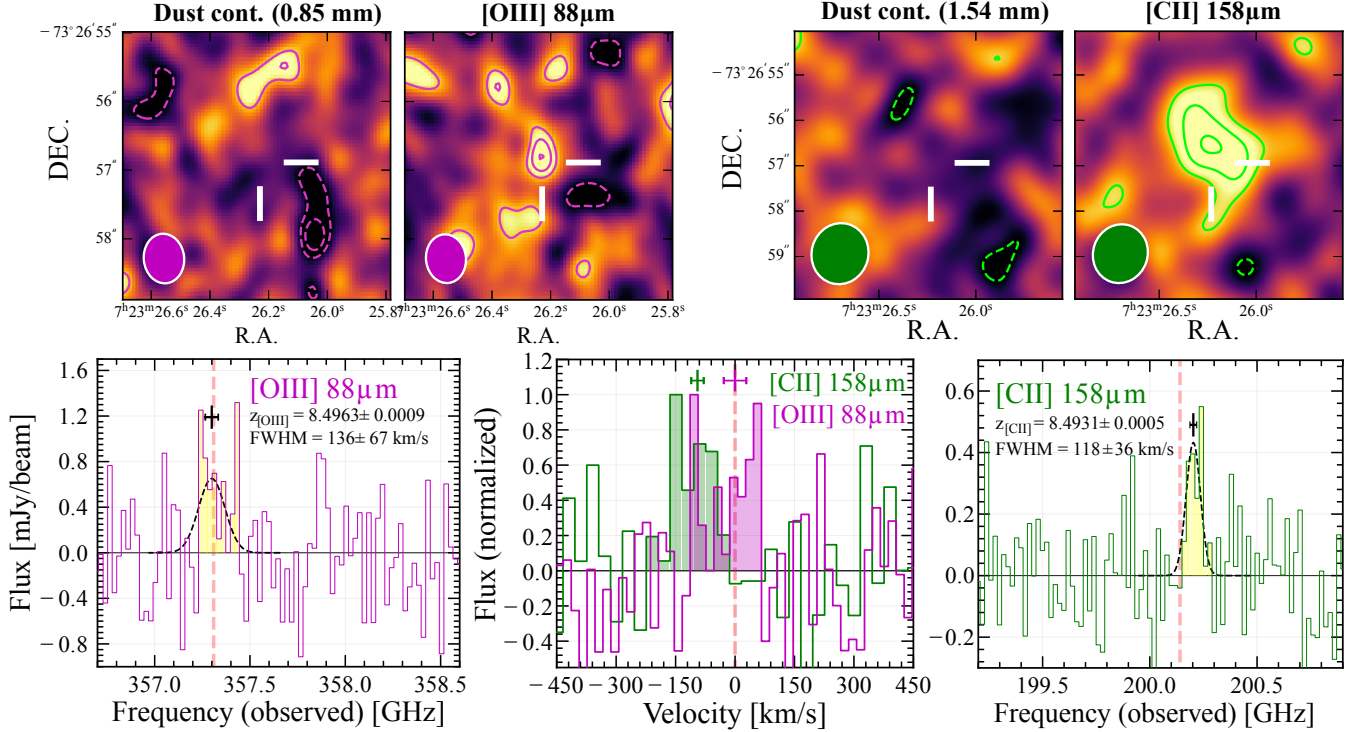 Dust cont. (0.85 mm)
[OIII] 88μm
Dust cont. (1.54 mm)
[CII] 158μm
−73°26′55″
56″
57″
58″
DEC.
7ʰ23ᵐ26.6ˢ 26.4ˢ 26.2ˢ 26.0ˢ 25.8ˢ
7ʰ23ᵐ26.6ˢ 26.4ˢ 26.2ˢ 26.0ˢ 25.8ˢ
R.A.
−73°26′55″
56″
57″
58″
59″
DEC.
7ʰ23ᵐ26.5ˢ 26.0ˢ
7ʰ23ᵐ26.5ˢ 26.0ˢ
R.A.
R.A.
[OIII] 88μm
z[OIII] = 8.4963± 0.0009
FWHM = 136± 67 km/s
1.6
1.2
0.8
0.4
0.0
−0.4
−0.8
Flux [mJy/beam]
357.0 357.5 358.0 358.5
Frequency (observed) [GHz]
[CII] 158μm
[OIII] 88μm
1.2
1.0
0.8
0.6
0.4
0.2
0.0
−0.2
−0.4
Flux (normalized)
−450 −300 −150 0 150 300 450
Velocity [km/s]
[CII] 158μm
z[CII] = 8.4931± 0.0005
FWHM = 118±36 km/s
0.6
0.4
0.2
0.0
−0.2
199.5 200.0 200.5
Frequency (observed) [GHz]